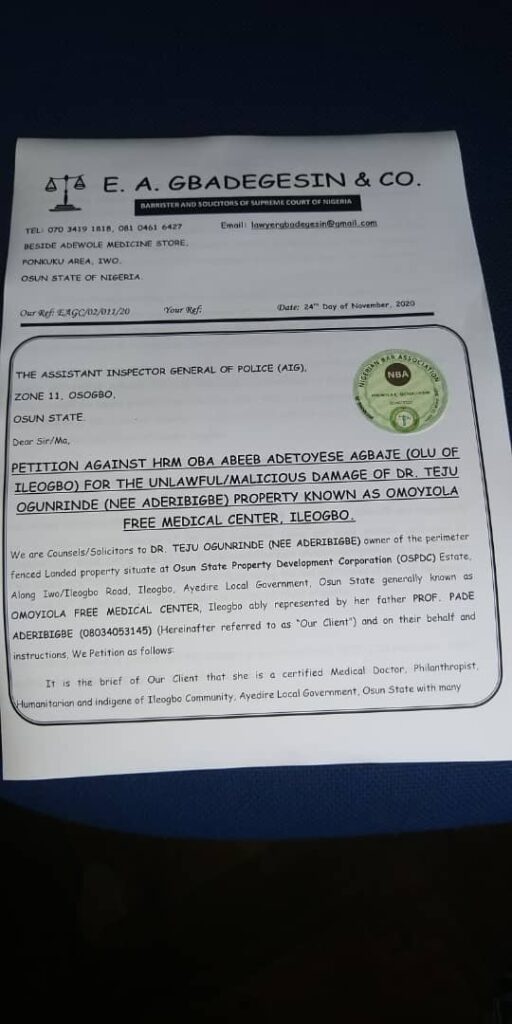 E. A. GBADEGESIN & CO.
BARRISTER AND SOLICITORS OF SUPREME COURT OF NIGERIA
TEL: 070 3419 1818, 081 0461 6427 Email: lawyergbadegesin@gmail.com
BESIDE ADEWOLE MEDICINE STORE,
PONKUKU AREA, IWO.
OSUN STATE OF NIGERIA.
Our Ref: EAGC/02/011/20 Your Ref: Date: 24th Day of November, 2020
THE ASSISTANT INSPECTOR GENERAL OF POLICE (AIG),
ZONE 11, OSOGBO,
OSUN STATE.
NIGERIAN BAR ASSOCIATION
NBA
Dear Sir/Ma,
PETITION AGAINST HRM OBA ABEEB ADETOYESE AGBAJE (OLU OF
ILEOGBO) FOR THE UNLAWFUL/MALICIOUS DAMAGE OF DR. TEJU
OGUNRINDE (NEE ADERIBIGBE) PROPERTY KNOWN AS OMOYIOLA
FREE MEDICAL CENTER, ILEOGBO.
We are Counsels/Solicitors to DR. TEJU OGUNRINDE (NEE ADERIBIGBE) owner of the perimeter
fenced Landed property situate at Osun State Property Development Corporation (OSPDC) Estate,
Along Iwo/Ileogbo Road, Ileogbo, Ayedire Local Government, Osun State generally known as
OMOYIOLA FREE MEDICAL CENTER, Ileogbo ably represented by her father PROF. PADE
ADERIBIGBE (08034053145) (Hereinafter referred to as "Our Client") and on their behalf and
instructions, We Petition as follows:
It is the brief of Our Client that she is a certified Medical Doctor, Philanthropist,
Humanitarian and indigene of Ileogbo Community, Ayedire Local Government, Osun State with many